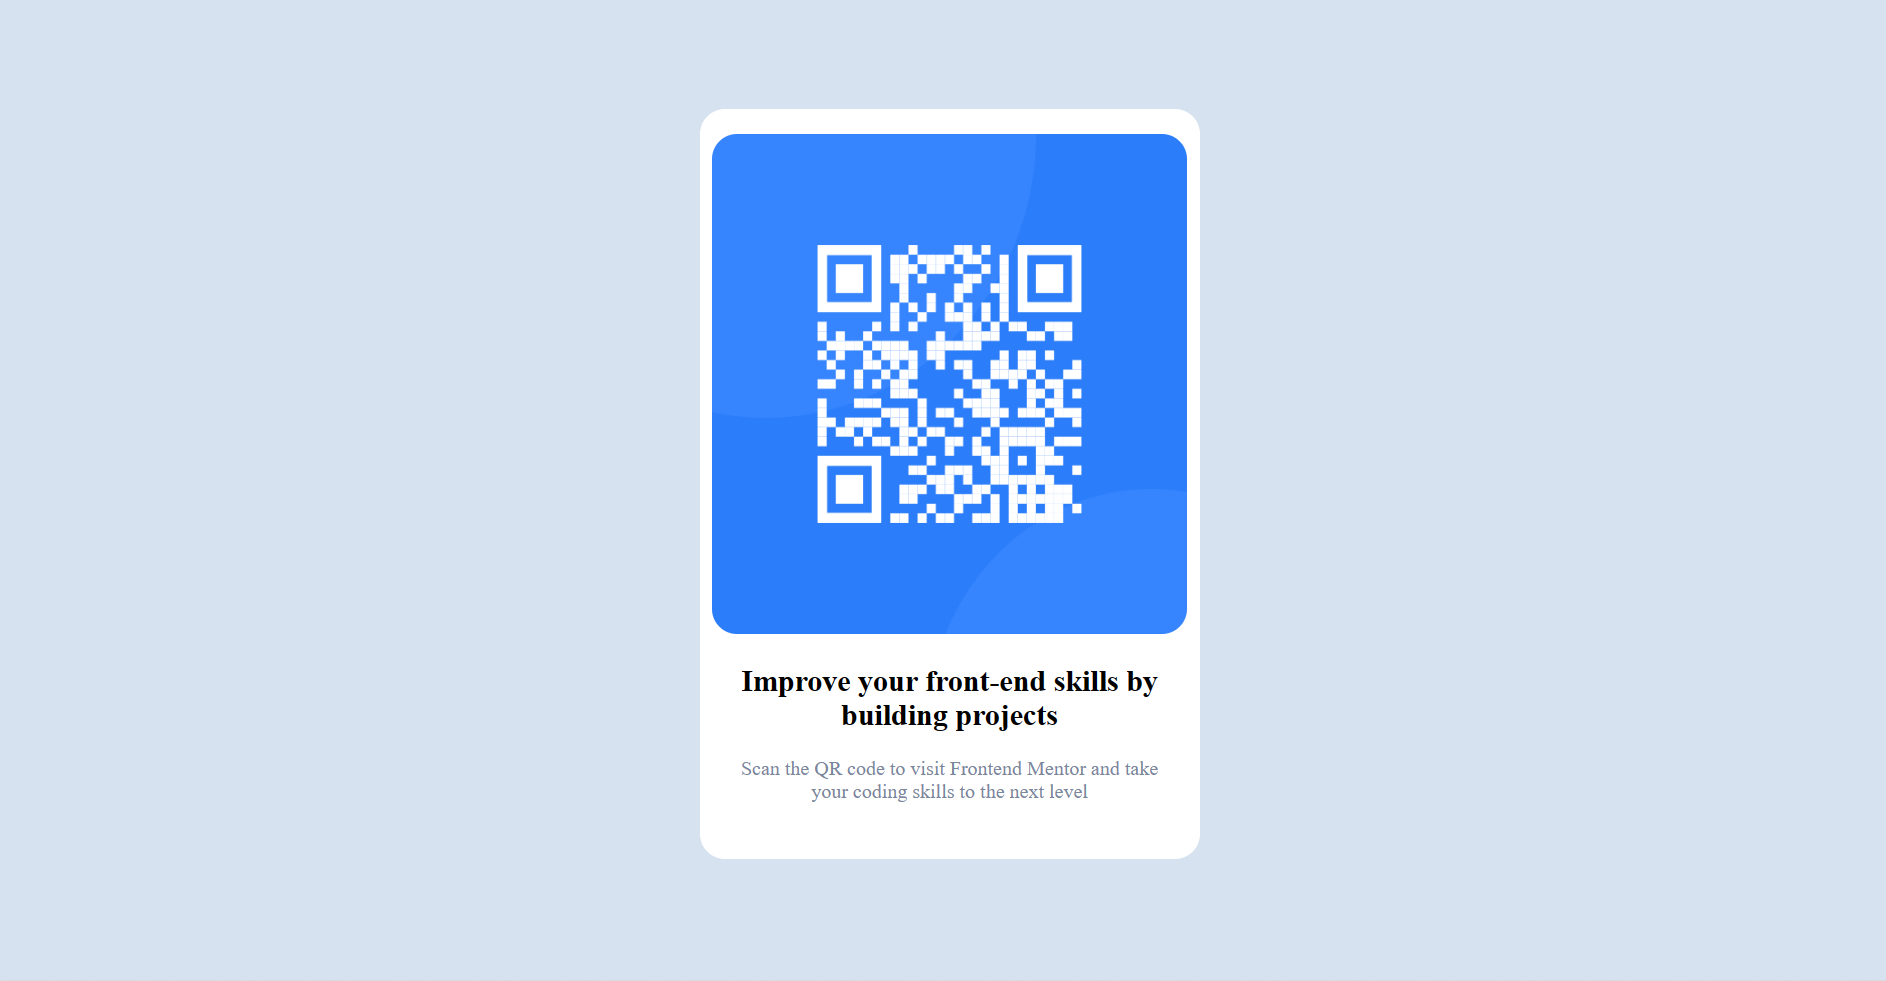 Improve your front-end skills by
building projects
Scan the QR code to visit Frontend Mentor and take
your coding skills to the next level